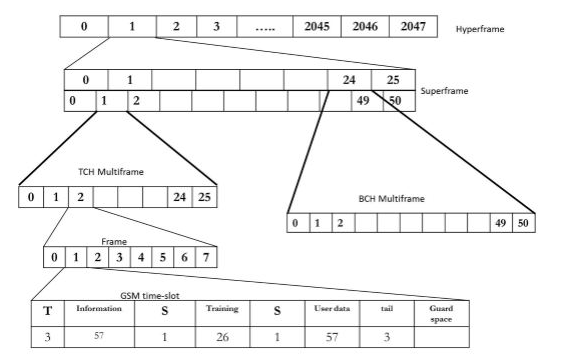 0 1 2 3 ..... 2045 2046 2047 Hyperframe
0 1 24 25
Superframe
0 1 2 49 50
TCH Multiframe
0 1 2 24 25
BCH Multiframe
0 1 2 49 50
Frame
0 1 2 3 4 5 6 7
GSM time-slot
T Information S Training S User data tail Guard space
3 57 1 26 1 57 3